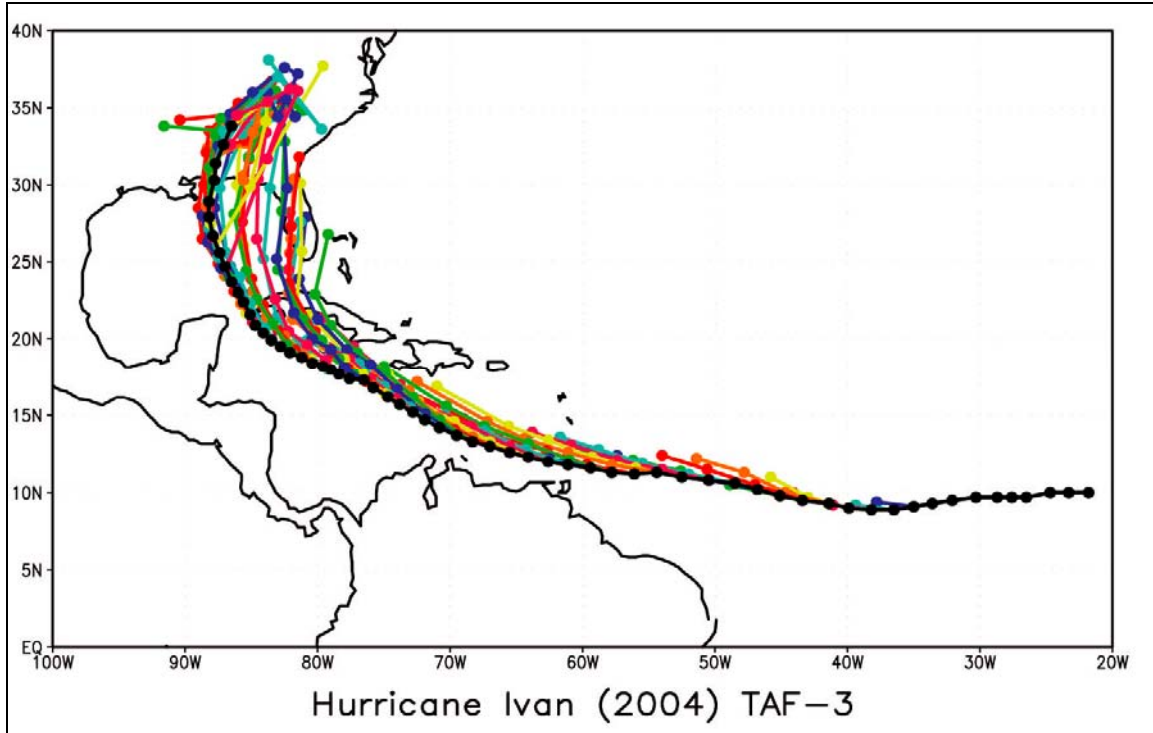 40N
35N
30N
25N
20N
15N
10N
5N
EQ
100W 90W 80W 70W 60W 50W 40W 30W 20W
Hurricane Ivan (2004) TAF-3